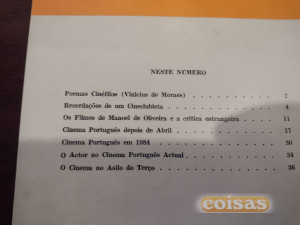 NESTE NÚMERO
Poemas Cinéfilos (Vinicius de Moraes) . . . . . . . . . . 2
Recordações de um Cineclubista . . . . . . . . . . 4
Os Filmes de Manoel de Oliveira e a crítica estrangeira . . . . 11
Cinema Português depois de Abril . . . . . . . . . 17
Cinema Português em 1984 . . . . . . . . . . 30
O Actor no Cinema Português Actual . . . . . . . . 34
O Cinema no Asilo do Terço . . . . . . . . . . 36
coisas